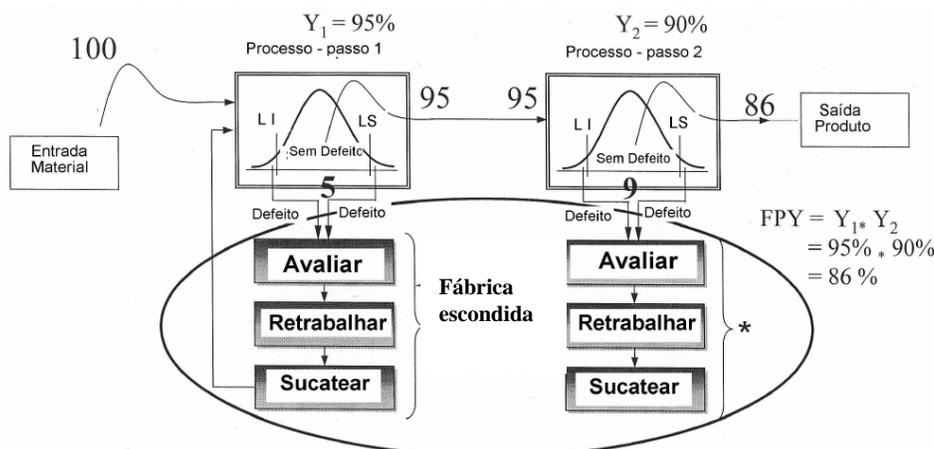 Y₁ = 95%
Processo - passo 1
Y₂ = 90%
Processo - passo 2
100
Entrada
Material
L I
LS
Sem Defeito
95
95
L I
LS
Sem Defeito
86
Saída
Produto
5
Defeito
Defeito
9
Defeito
Defeito
Avaliar
Retrabalhar
Sucatear
Fábrica
escondida
Avaliar
Retrabalhar
Sucatear
*
FPY = Y₁* Y₂
= 95% * 90%
= 86 %